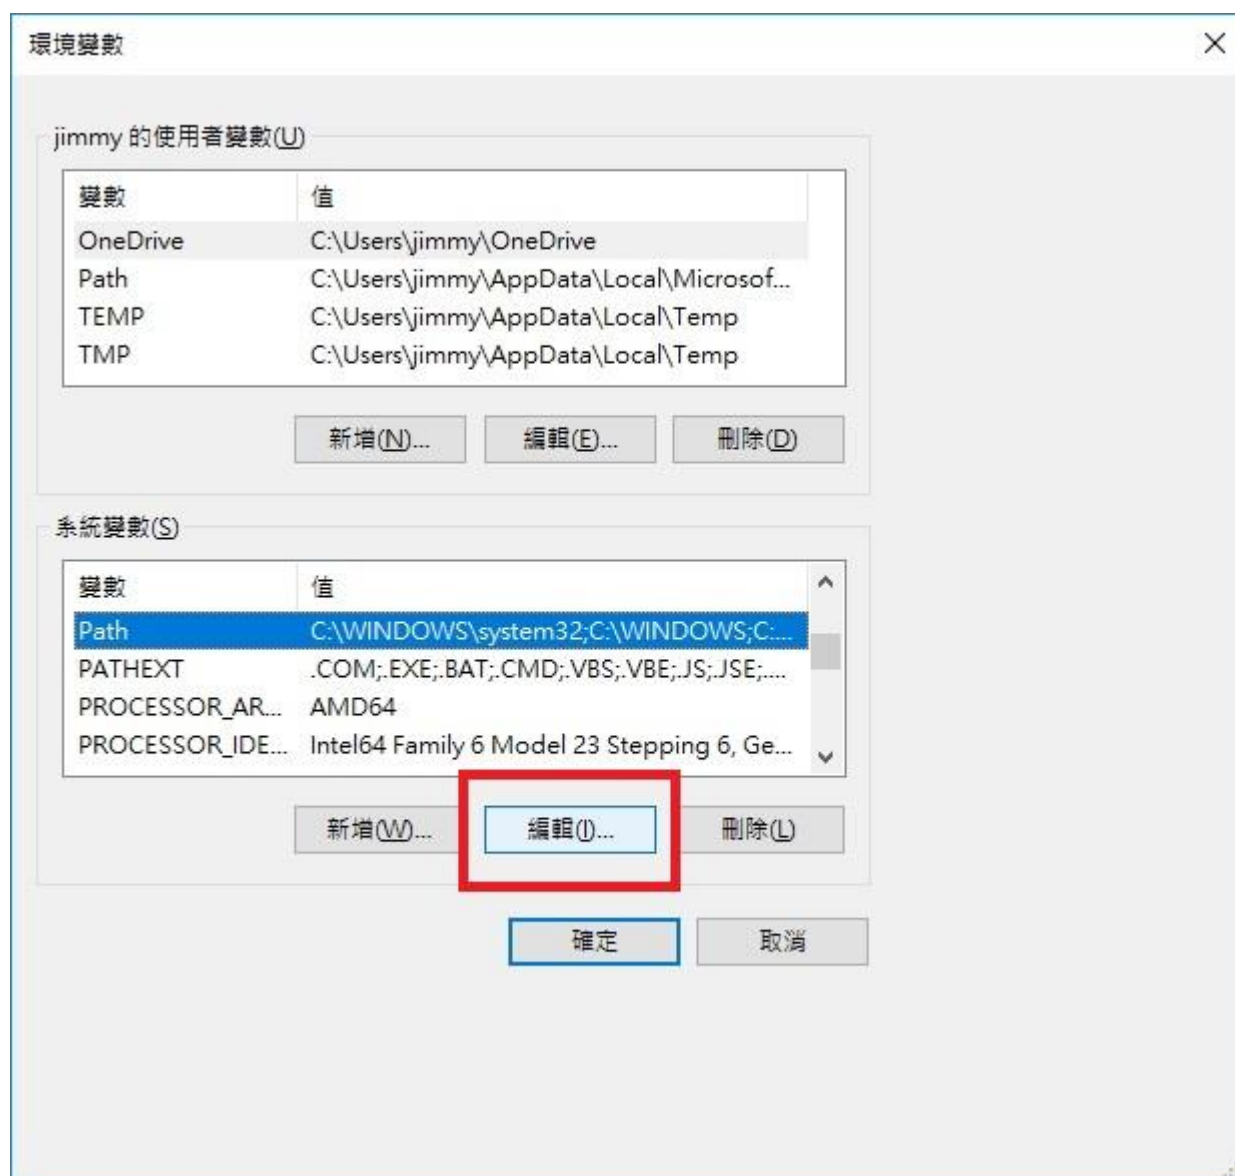 環境變數
jimmy 的使用者變數(U)
變數 值
OneDrive C:\Users\jimmy\OneDrive
Path C:\Users\jimmy\AppData\Local\Microsof...
TEMP C:\Users\jimmy\AppData\Local\Temp
TMP C:\Users\jimmy\AppData\Local\Temp
新增(N)... 編輯(E)... 刪除(D)
系統變數(S)
變數 值
Path C:\WINDOWS\system32;C:\WINDOWS;C:...
PATHEXT .COM;.EXE;.BAT;.CMD;.VBS;.VBE;.JS;.JSE;....
PROCESSOR_AR... AMD64
PROCESSOR_IDE... Intel64 Family 6 Model 23 Stepping 6, Ge...
新增(W)... 編輯(I)... 刪除(L)
確定 取消